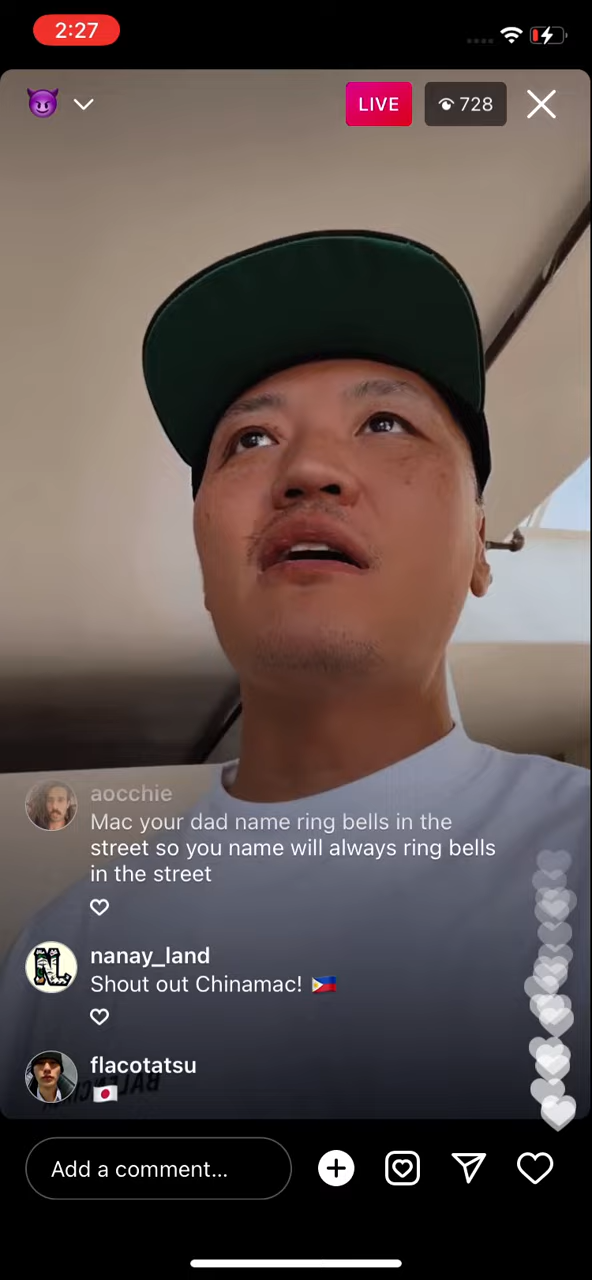 2:27
LIVE
728
aocchie
Mac your dad name ring bells in the
street so you name will always ring bells
in the street
nanay_land
Shout out Chinamac! 🇵🇭
flacotatsu
🇯🇵
Add a comment...